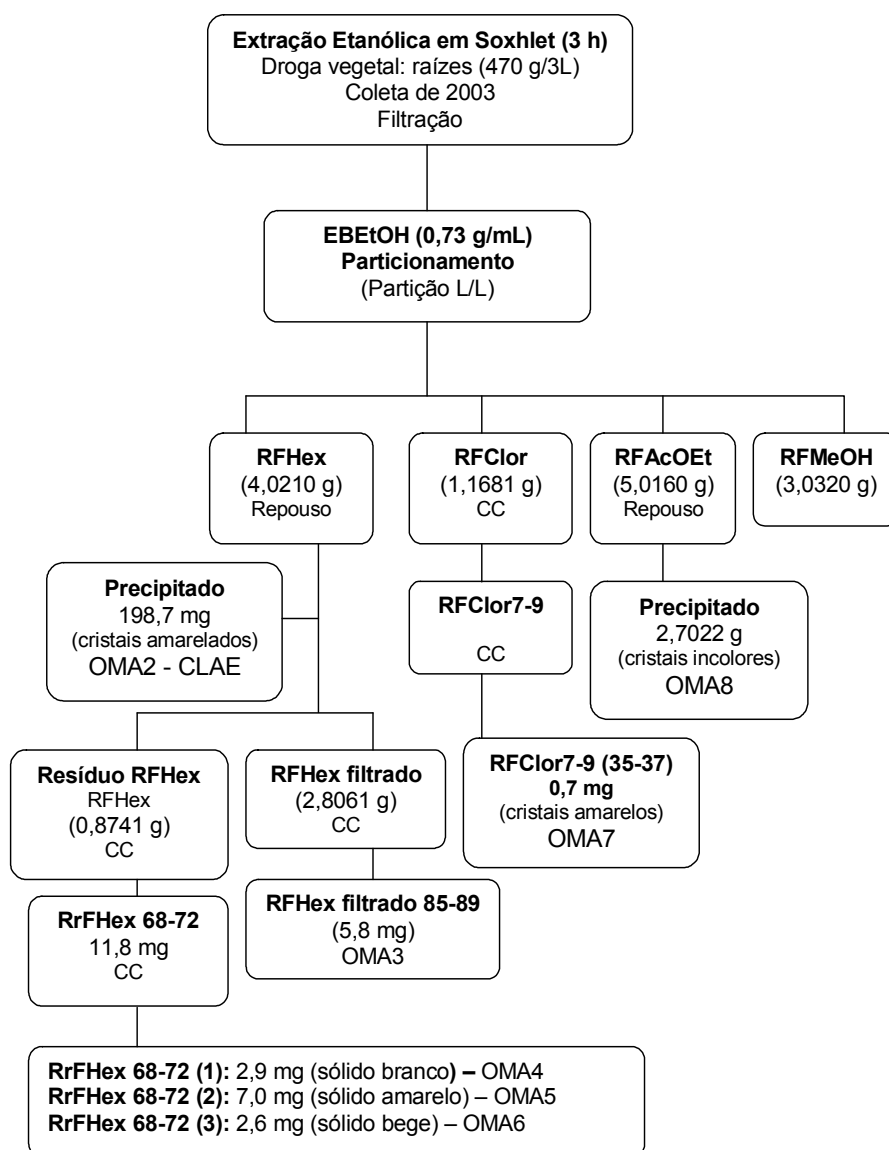 Extração Etanólica em Soxhlet (3 h)
Droga vegetal: raízes (470 g/3L)
Coleta de 2003
Filtração
EBEtOH (0,73 g/mL)
Particionamento
(Partição L/L)
RFHex
(4,0210 g)
Repouso
RFClor
(1,1681 g)
CC
RFAcOEt
(5,0160 g)
Repouso
RFMeOH
(3,0320 g)
Precipitado
198,7 mg
(cristais amarelados)
OMA2 - CLAE
RFClor7-9
CC
Precipitado
2,7022 g
(cristais incolores)
OMA8
Resíduo RFHex
RFHex
(0,8741 g)
CC
RFHex filtrado
(2,8061 g)
CC
RFClor7-9 (35-37)
0,7 mg
(cristais amarelos)
OMA7
RrFHex 68-72
11,8 mg
CC
RFHex filtrado 85-89
(5,8 mg)
OMA3
RrFHex 68-72 (1): 2,9 mg (sólido branco) – OMA4
RrFHex 68-72 (2): 7,0 mg (sólido amarelo) – OMA5
RrFHex 68-72 (3): 2,6 mg (sólido bege) – OMA6